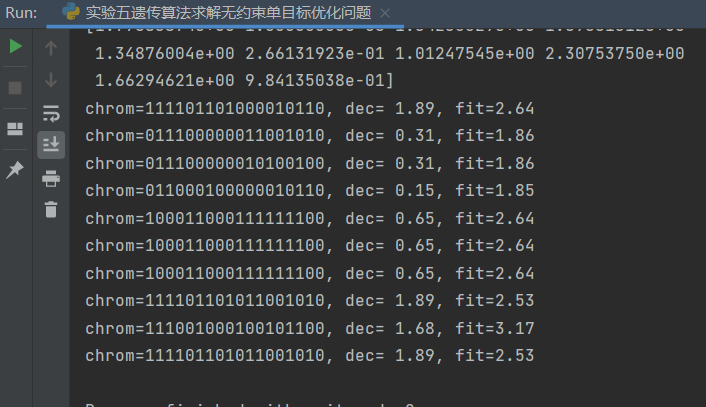 Run: 实验五遗传算法求解无约束单目标优化问题
1.34876004e+00 2.66131923e-01 1.01247545e+00 2.30753750e+00
1.66294621e+00 9.84135038e-01]
chrom=111101101000010110, dec= 1.89, fit=2.64
chrom=011100000011001010, dec= 0.31, fit=1.86
chrom=011100000010100100, dec= 0.31, fit=1.86
chrom=011000100000010110, dec= 0.15, fit=1.85
chrom=100011000111111100, dec= 0.65, fit=2.64
chrom=100011000111111100, dec= 0.65, fit=2.64
chrom=100011000111111100, dec= 0.65, fit=2.64
chrom=111101101011001010, dec= 1.89, fit=2.53
chrom=111001000100101100, dec= 1.68, fit=3.17
chrom=111101101011001010, dec= 1.89, fit=2.53